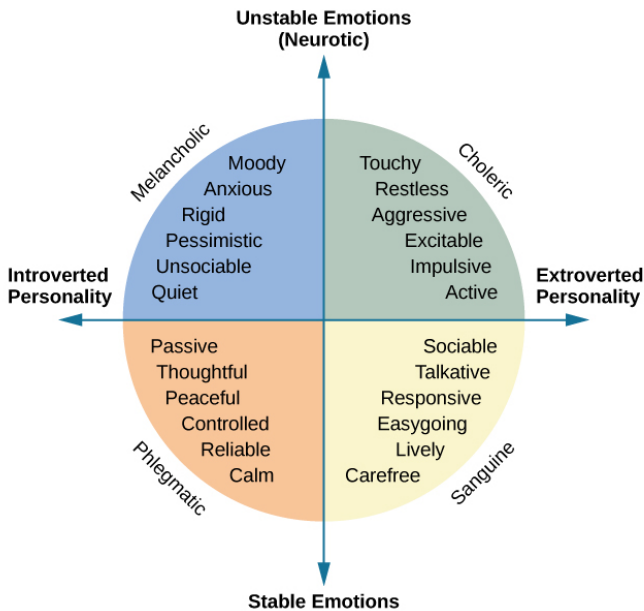 Unstable Emotions
(Neurotic)
Melancholic
Choleric
Moody
Anxious
Rigid
Pessimistic
Unsociable
Quiet
Touchy
Restless
Aggressive
Excitable
Impulsive
Active
Introverted
Personality
Extroverted
Personality
Passive
Thoughtful
Peaceful
Controlled
Reliable
Calm
Sociable
Talkative
Responsive
Easygoing
Lively
Carefree
Phlegmatic
Sanguine
Stable Emotions